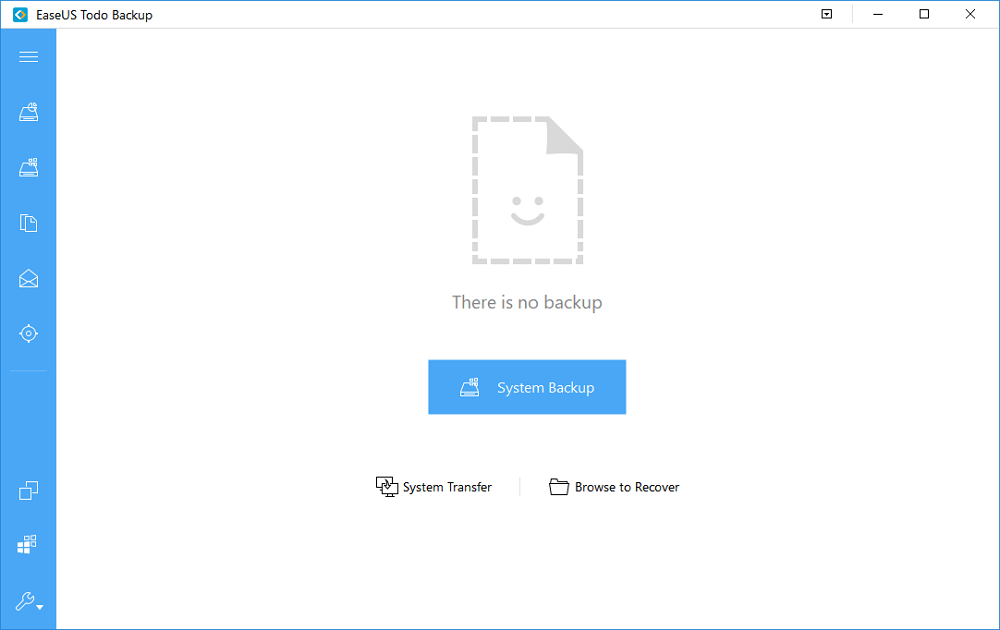 EaseUS Todo Backup
There is no backup
System Backup
System Transfer
Browse to Recover